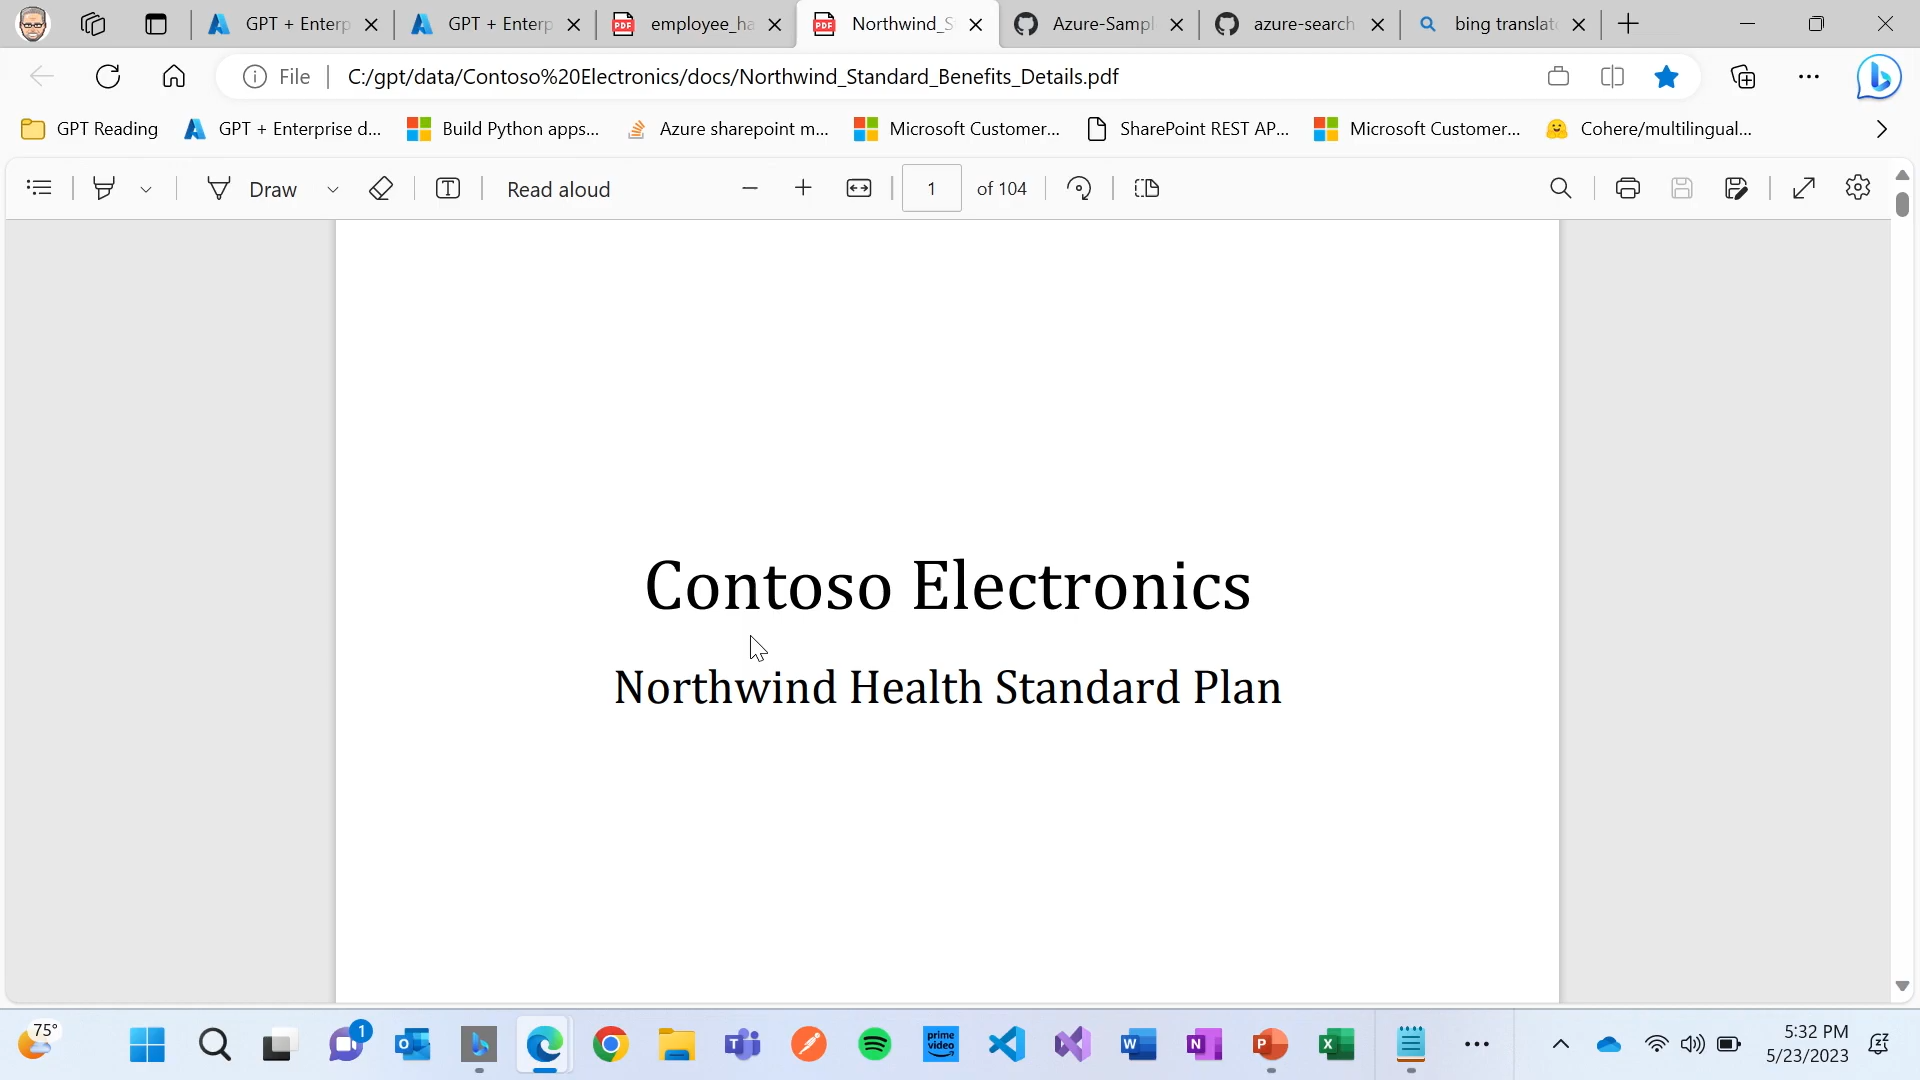 GPT + Enterp
GPT + Enterp
employee_ha
Northwind_S
Azure-Sampl
azure-search
bing translat
File
C:/gpt/data/Contoso%20Electronics/docs/Northwind_Standard_Benefits_Details.pdf
GPT Reading
GPT + Enterprise d...
Build Python apps...
Azure sharepoint m...
Microsoft Customer...
SharePoint REST AP...
Microsoft Customer...
Cohere/multilingual...
Draw
Read aloud
1 of 104
Contoso Electronics
Northwind Health Standard Plan
75°
1
prime video
5:32 PM
5/23/2023